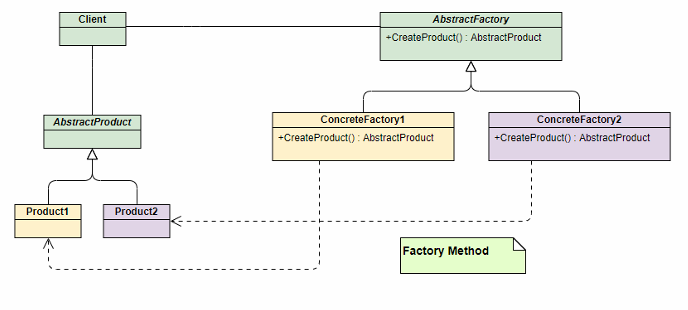 Client
AbstractFactory
+CreateProduct() : AbstractProduct
AbstractProduct
ConcreteFactory1
+CreateProduct() : AbstractProduct
ConcreteFactory2
+CreateProduct() : AbstractProduct
Product1
Product2
Factory Method